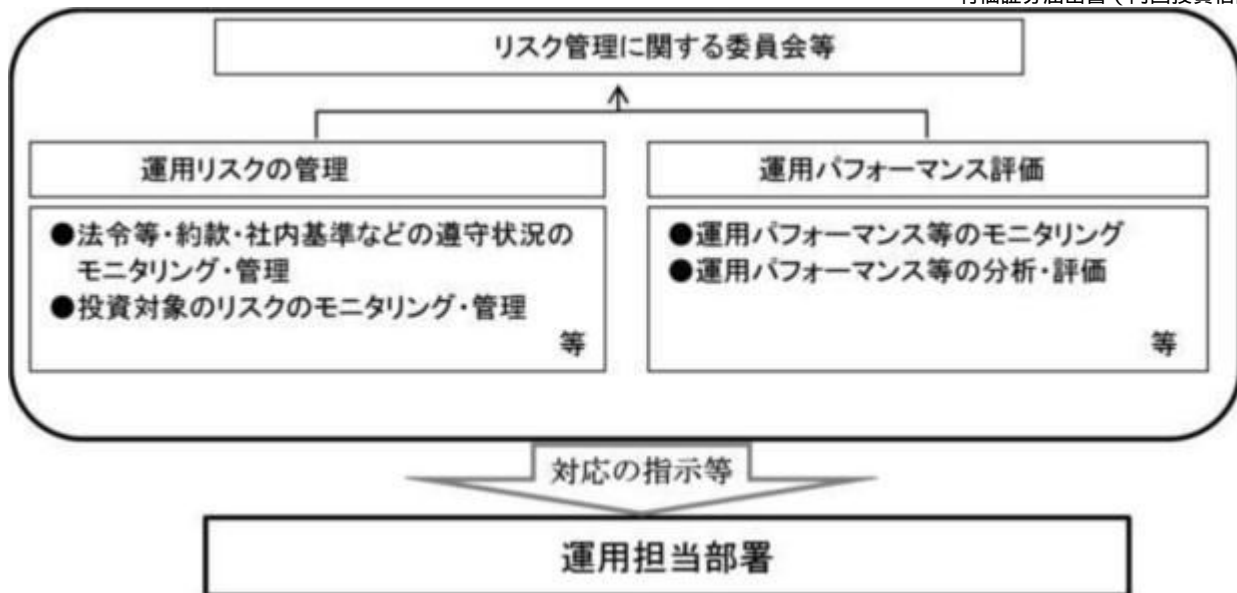 リスク管理に関する委員会等
運用リスクの管理
●法令等・約款・社内基準などの遵守状況の
モニタリング・管理
●投資対象のリスクのモニタリング・管理
等
運用パフォーマンス評価
●運用パフォーマンス等のモニタリング
●運用パフォーマンス等の分析・評価
等
対応の指示等
運用担当部署